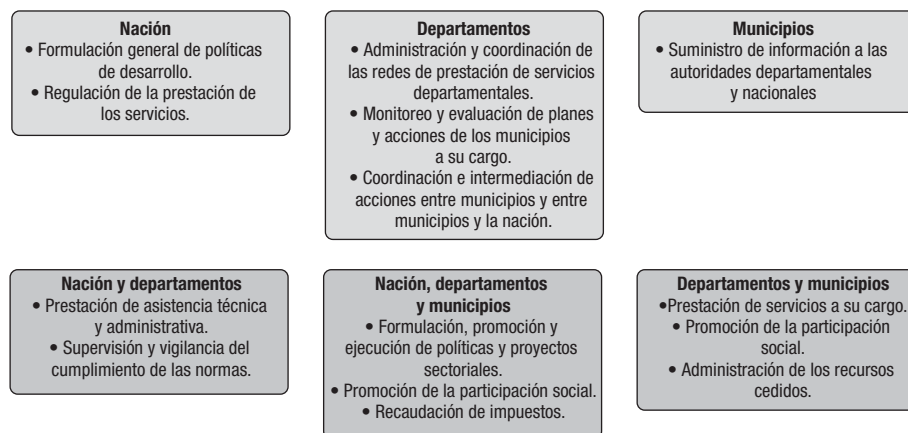 Nación
• Formulación general de políticas
de desarrollo.
• Regulación de la prestación de
los servicios.
Departamentos
• Administración y coordinación de
las redes de prestación de servicios
departamentales.
• Monitoreo y evaluación de planes
y acciones de los municipios
a su cargo.
• Coordinación e intermediación de
acciones entre municipios y entre
municipios y la nación.
Municipios
• Suministro de información a las
autoridades departamentales
y nacionales
Nación y departamentos
• Prestación de asistencia técnica
y administrativa.
• Supervisión y vigilancia del
cumplimiento de las normas.
Nación, departamentos
y municipios
• Formulación, promoción y
ejecución de políticas y proyectos
sectoriales.
• Promoción de la participación social.
• Recaudación de impuestos.
Departamentos y municipios
•Prestación de servicios a su cargo.
• Promoción de la participación
social.
• Administración de los recursos
cedidos.